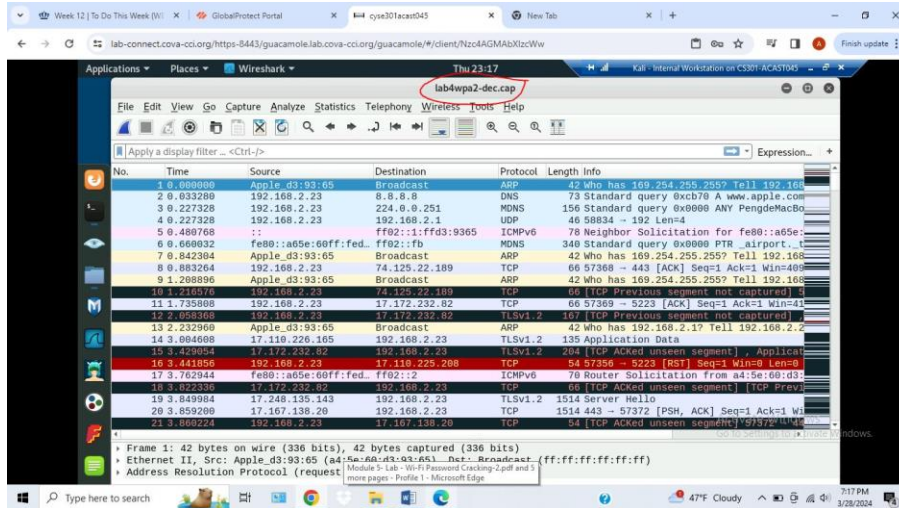 Week 12 | To Do This Week (W GlobalProtect Portal cyse301acast045 New Tab
lab-connect.cova-cci.org/https-8443/guacamole.lab.cova-cci.org/guacamole/#/client/Nzc4AGMAbXlzcWw Finish update
Applications Places Wireshark Thu 23:17 Kali - Internal Workstation on CS301-ACAST045
lab4wpa2-dec.cap
File Edit View Go Capture Analyze Statistics Telephony Wireless Tools Help
Apply a display filter ... <Ctrl-/> Expression... +
No. Time Source Destination Protocol Length Info
1 0.000000 Apple_d3:93:65 Broadcast ARP 42 Who has 169.254.255.255? Tell 192.168
2 0.033280 192.168.2.23 8.8.8.8 DNS 73 Standard query 0xcb70 A www.apple.com
3 0.227328 192.168.2.23 224.0.0.251 MDNS 156 Standard query 0x0000 ANY PengdeMacBo
4 0.227328 192.168.2.23 192.168.2.1 UDP 46 58834 → 192 Len=4
5 0.480768 :: ff02::1:ffd3:9365 ICMPv6 78 Neighbor Solicitation for fe80::a65e:
6 0.660032 fe80::a65e:60ff:fed… ff02::fb MDNS 340 Standard query 0x0000 PTR _airport._t
7 0.842304 Apple_d3:93:65 Broadcast ARP 42 Who has 169.254.255.255? Tell 192.168
8 0.883264 192.168.2.23 74.125.22.189 TCP 66 57368 → 443 [ACK] Seq=1 Ack=1 Win=409
9 1.208896 Apple_d3:93:65 Broadcast ARP 42 Who has 169.254.255.255? Tell 192.168
10 1.216576 192.168.2.23 74.125.22.189 TCP 66 [TCP Previous segment not captured] 5
11 1.735808 192.168.2.23 17.172.232.82 TCP 66 57369 → 5223 [ACK] Seq=1 Ack=1 Win=41
12 2.058368 192.168.2.23 17.172.232.82 TLSv1.2 167 [TCP Previous segment not captured] ,
13 2.232960 Apple_d3:93:65 Broadcast ARP 42 Who has 192.168.2.1? Tell 192.168.2.2
14 3.004608 17.110.226.165 192.168.2.23 TLSv1.2 135 Application Data
15 3.429054 17.172.232.82 192.168.2.23 TLSv1.2 204 [TCP ACKed unseen segment] , Applicat
16 3.441856 192.168.2.23 17.110.225.208 TCP 54 57356 → 5223 [RST] Seq=1 Win=0 Len=0
17 3.762944 fe80::a65e:60ff:fed… ff02::2 ICMPv6 70 Router Solicitation from a4:5e:60:d3:
18 3.822336 17.172.232.82 192.168.2.23 TCP 66 [TCP ACKed unseen segment] [TCP Previ
19 3.849984 17.248.135.143 192.168.2.23 TLSv1.2 1514 Server Hello
20 3.859200 17.167.138.20 192.168.2.23 TCP 1514 443 → 57372 [PSH, ACK] Seq=1 Ack=1 Wi
21 3.860224 192.168.2.23 17.167.138.20 TCP 54 [TCP ACKed unseen segment] 57372 → 44
Go to Settings to activate Windows.
Frame 1: 42 bytes on wire (336 bits), 42 bytes captured (336 bits)
Ethernet II, Src: Apple_d3:93:65 (a4:5e:60:d3:93:65), Dst: Broadcast (ff:ff:ff:ff:ff:ff)
Address Resolution Protocol (request
Module 5- Lab - Wi-Fi Password Cracking-2.pdf and 5
more pages - Profile 1 - Microsoft Edge
Type here to search 47°F Cloudy 7:17 PM
3/28/2024